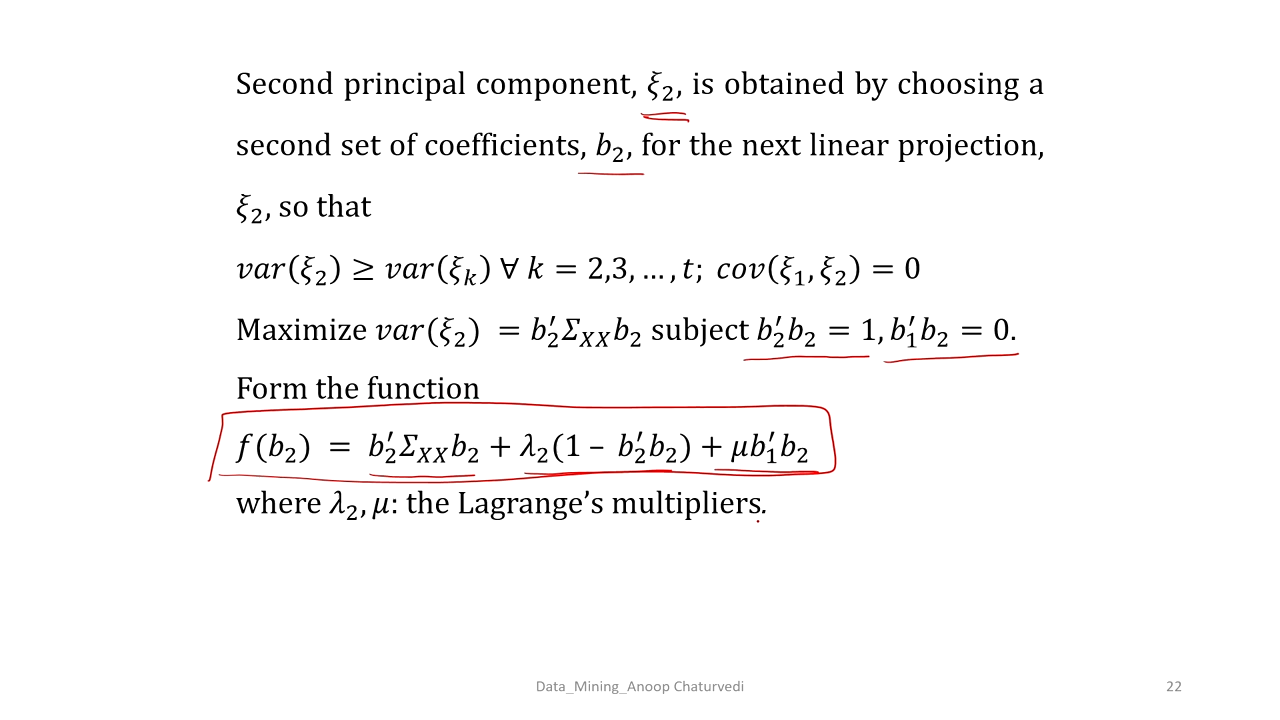 Second principal component, ξ₂, is obtained by choosing a
second set of coefficients, b₂, for the next linear projection,
ξ₂, so that
var(ξ₂) ≥ var(ξₖ) ∀ k = 2,3, … , t; cov(ξ₁, ξ₂) = 0
Maximize var(ξ₂) = b₂′Σ_XX b₂ subject b₂′b₂ = 1, b₁′b₂ = 0.
Form the function
f(b₂) = b₂′Σ_XX b₂ + λ₂(1 – b₂′b₂) + μb₁′b₂
where λ₂, μ: the Lagrange’s multipliers.
Data_Mining_Anoop Chaturvedi
22